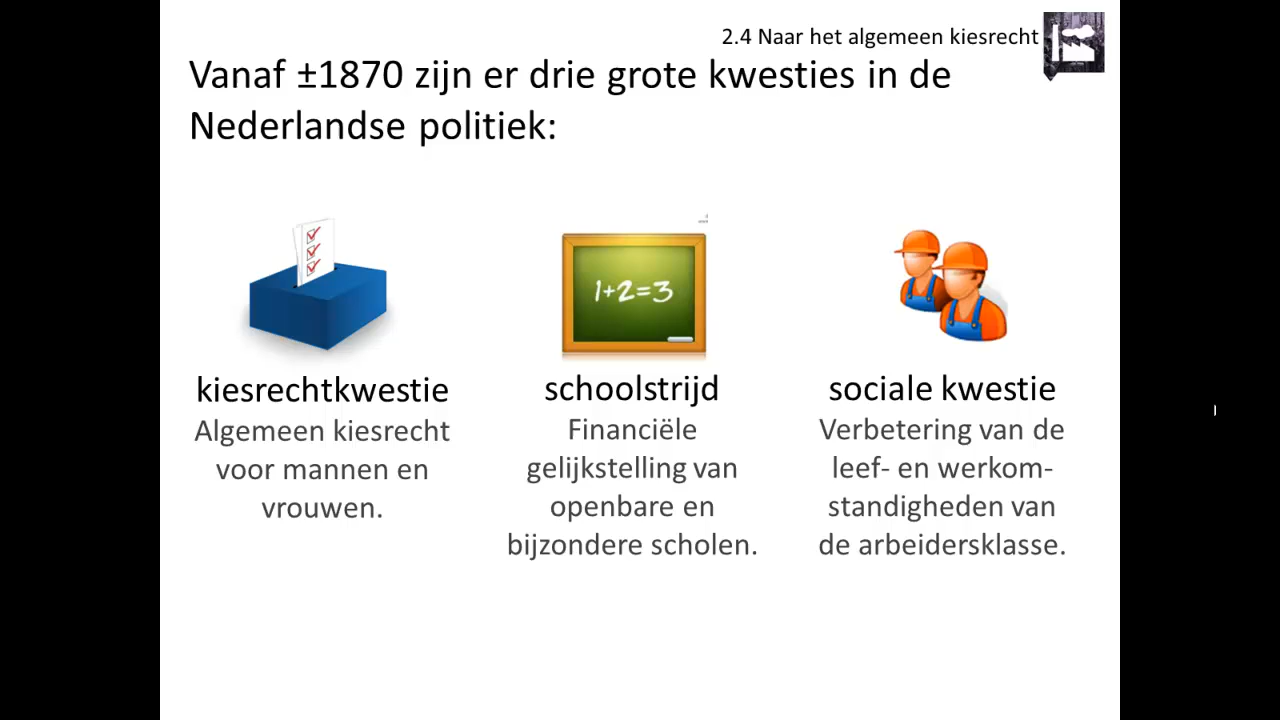 2.4 Naar het algemeen kiesrecht
Vanaf ±1870 zijn er drie grote kwesties in de
Nederlandse politiek:
1+2=3
kiesrechtkwestie
Algemeen kiesrecht
voor mannen en
vrouwen.
schoolstrijd
Financiële
gelijkstelling van
openbare en
bijzondere scholen.
sociale kwestie
Verbetering van de
leef- en werkom-
standigheden van
de arbeidersklasse.